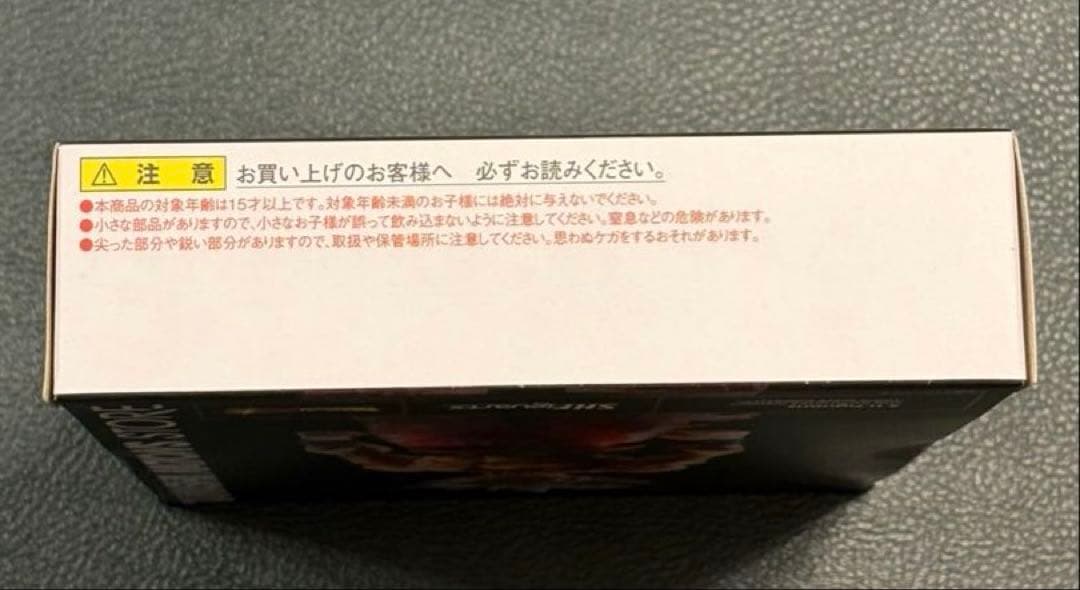 ⚠ 注 意 お買い上げのお客様へ 必ずお読みください。
●本商品の対象年齢は15才以上です。対象年齢未満のお子様には絶対に与えないでください。
●小さな部品がありますので、小さなお子様が誤って飲み込まないように注意してください。窒息などの危険があります。
●尖った部分や鋭い部分がありますので、取扱や保管場所に注意してください。思わぬケガをするおそれがあります。
S.H.Figuarts